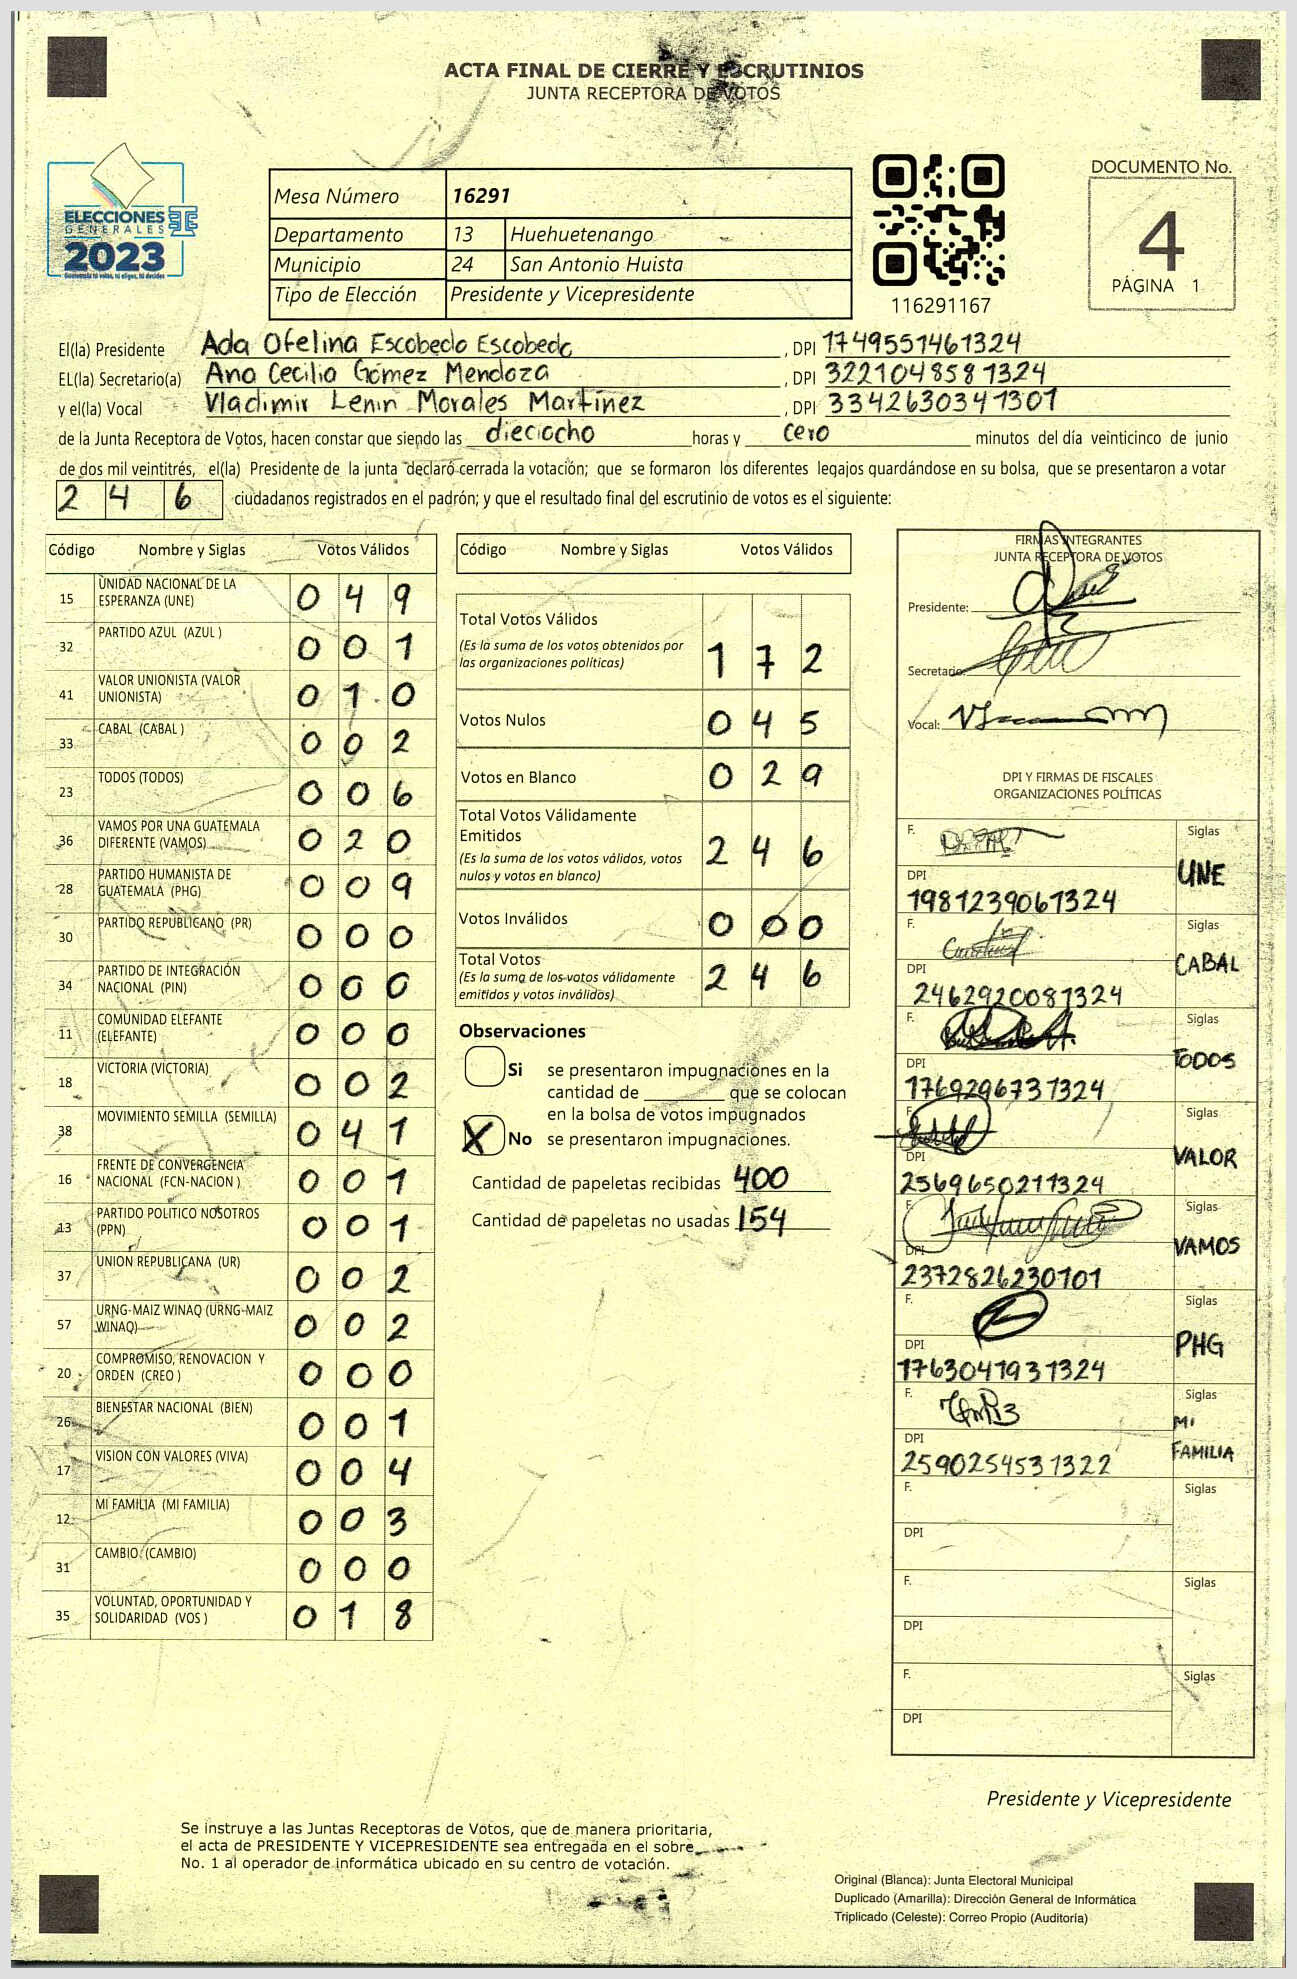 ACTA FINAL DE CIERRE Y ESCRUTINIOS
JUNTA RECEPTORA DE VOTOS
ELECCIONES
GENERALES
2023
Guatemala tú votas, tú eliges, tú decides
Mesa Número 16291
Departamento 13 Huehuetenango
Municipio 24 San Antonio Huista
Tipo de Elección Presidente y Vicepresidente
116291167
DOCUMENTO No.
4
PÁGINA 1
El(la) Presidente Ada Ofelina Escobedo Escobedo , DPI 1749551461324
EL(la) Secretario(a) Ana Cecilia Gómez Mendoza , DPI 3221048581324
y el(la) Vocal Vladimir Lenin Morales Martínez , DPI 3342630341301
de la Junta Receptora de Votos, hacen constar que siendo las dieciocho horas y cero minutos del día veinticinco de junio
de dos mil veintitrés, el(la) Presidente de la junta declaró cerrada la votación; que se formaron los diferentes legajos guardándose en su bolsa, que se presentaron a votar
2 4 6 ciudadanos registrados en el padrón; y que el resultado final del escrutinio de votos es el siguiente:
Código Nombre y Siglas Votos Válidos
15 UNIDAD NACIONAL DE LA ESPERANZA (UNE) 0 4 9
32 PARTIDO AZUL (AZUL ) 0 0 1
41 VALOR UNIONISTA (VALOR UNIONISTA) 0 1 0
33 CABAL (CABAL ) 0 0 2
23 TODOS (TODOS) 0 0 6
36 VAMOS POR UNA GUATEMALA DIFERENTE (VAMOS) 0 2 0
28 PARTIDO HUMANISTA DE GUATEMALA (PHG) 0 0 9
30 PARTIDO REPUBLICANO (PR) 0 0 0
34 PARTIDO DE INTEGRACIÓN NACIONAL (PIN) 0 0 0
11 COMUNIDAD ELEFANTE (ELEFANTE) 0 0 0
18 VICTORIA (VICTORIA) 0 0 2
38 MOVIMIENTO SEMILLA (SEMILLA) 0 4 1
16 FRENTE DE CONVERGENCIA NACIONAL (FCN-NACION ) 0 0 1
13 PARTIDO POLITICO NOSOTROS (PPN) 0 0 1
37 UNION REPUBLICANA (UR) 0 0 2
57 URNG-MAIZ WINAQ (URNG-MAIZ WINAQ) 0 0 2
20 COMPROMISO, RENOVACION Y ORDEN (CREO ) 0 0 0
26 BIENESTAR NACIONAL (BIEN) 0 0 1
17 VISION CON VALORES (VIVA) 0 0 4
12 MI FAMILIA (MI FAMILIA) 0 0 3
31 CAMBIO (CAMBIO) 0 0 0
35 VOLUNTAD, OPORTUNIDAD Y SOLIDARIDAD (VOS ) 0 1 8
Código Nombre y Siglas Votos Válidos
Total Votos Válidos
(Es la suma de los votos obtenidos por
las organizaciones políticas) 1 7 2
Votos Nulos 0 4 5
Votos en Blanco 0 2 9
Total Votos Válidamente
Emitidos
(Es la suma de los votos válidos, votos
nulos y votos en blanco) 2 4 6
Votos Inválidos 0 0 0
Total Votos
(Es la suma de los votos válidamente
emitidos y votos inválidos) 2 4 6
Observaciones
Si se presentaron impugnaciones en la
cantidad de ________ que se colocan
en la bolsa de votos impugnados
X No se presentaron impugnaciones.
Cantidad de papeletas recibidas 400
Cantidad de papeletas no usadas 154
FIRMAS INTEGRANTES
JUNTA RECEPTORA DE VOTOS
Presidente:
Secretario:
Vocal:
DPI Y FIRMAS DE FISCALES
ORGANIZACIONES POLÍTICAS
F. Siglas
UNE
DPI
1981239061324
F. Siglas
CABAL
DPI
2462920081324
F. Siglas
TODOS
DPI
1769296731324
F. Siglas
VALOR
DPI
2569650211324
F. Siglas
VAMOS
DPI
2372826230101
F. Siglas
PHG
DPI
1763041931324
F. Siglas
MI
FAMILIA
DPI
2590254531322
F. Siglas
DPI
F. Siglas
DPI
F. Siglas
DPI
Presidente y Vicepresidente
Se instruye a las Juntas Receptoras de Votos, que de manera prioritaria,
el acta de PRESIDENTE Y VICEPRESIDENTE sea entregada en el sobre
No. 1 al operador de informática ubicado en su centro de votación.
Original (Blanca): Junta Electoral Municipal
Duplicado (Amarilla): Dirección General de Informática
Triplicado (Celeste): Correo Propio (Auditoría)